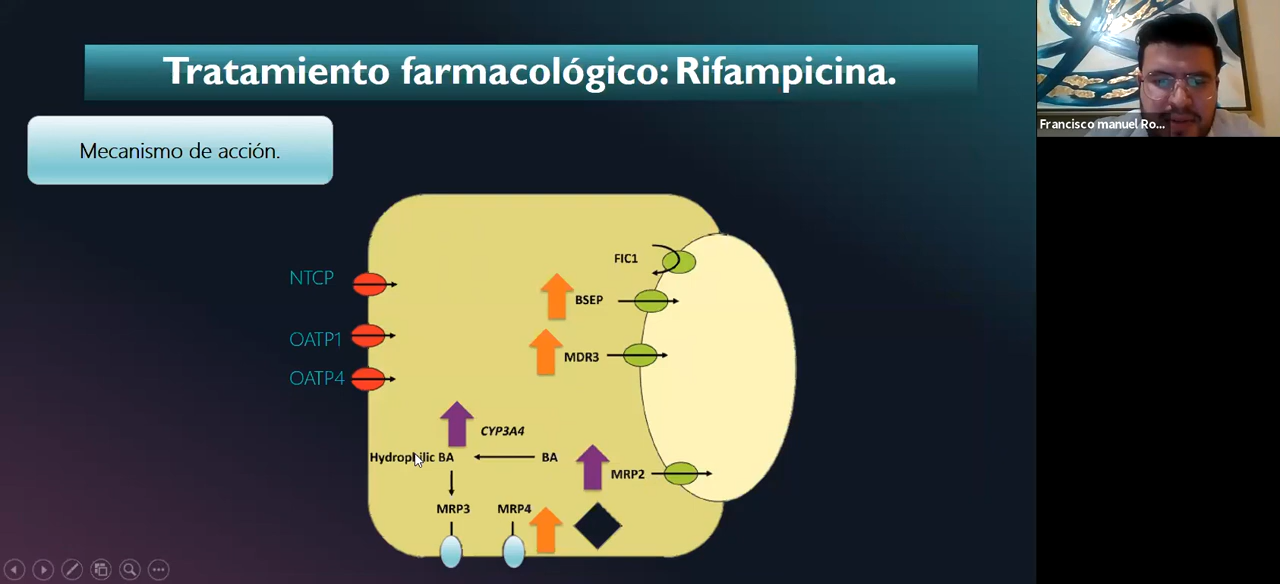 Tratamiento farmacológico: Rifampicina.
Francisco manuel Ro...
Mecanismo de acción.
FIC1
NTCP
BSEP
OATP1
MDR3
OATP4
CYP3A4
Hydrophilic BA
BA
MRP2
MRP3
MRP4